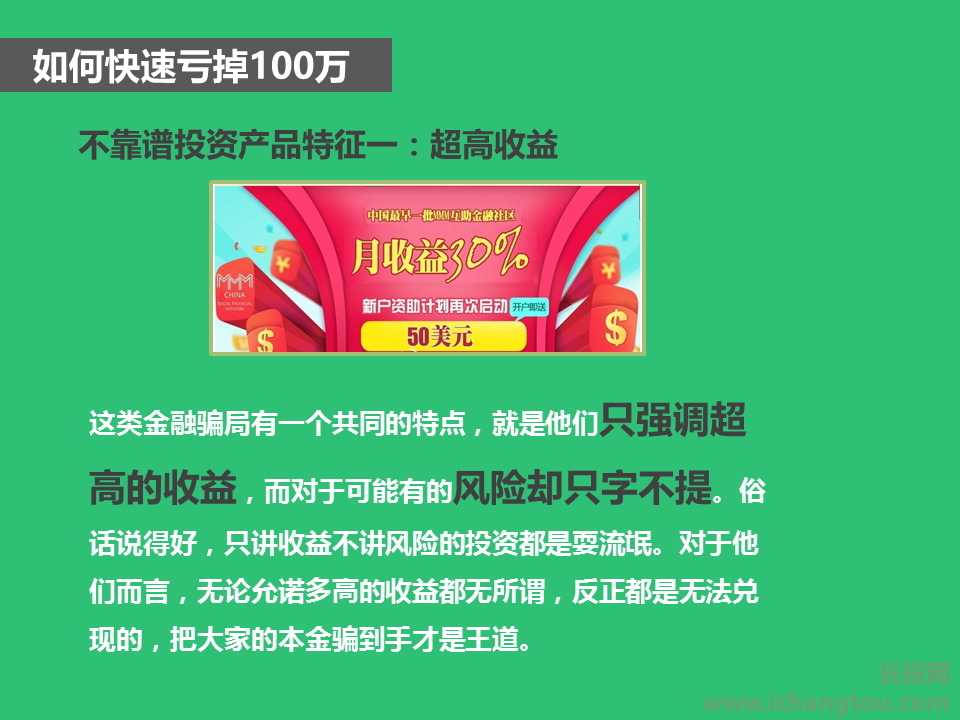 如何快速亏掉100万
不靠谱投资产品特征一：超高收益
中国最早一批MMM互助金融社区
月收益30%
MMM
CHINA
SOCIAL FINANCIAL
NETWORK
新户资助计划再次启动
开户即送
50美元
¥
¥
$
$
这类金融骗局有一个共同的特点，就是他们只强调超
高的收益，而对于可能有的风险却只字不提。俗
话说得好，只讲收益不讲风险的投资都是耍流氓。对于他
们而言，无论允诺多高的收益都无所谓，反正都是无法兑
现的，把大家的本金骗到手才是王道。
长投网
www.ichangtou.com